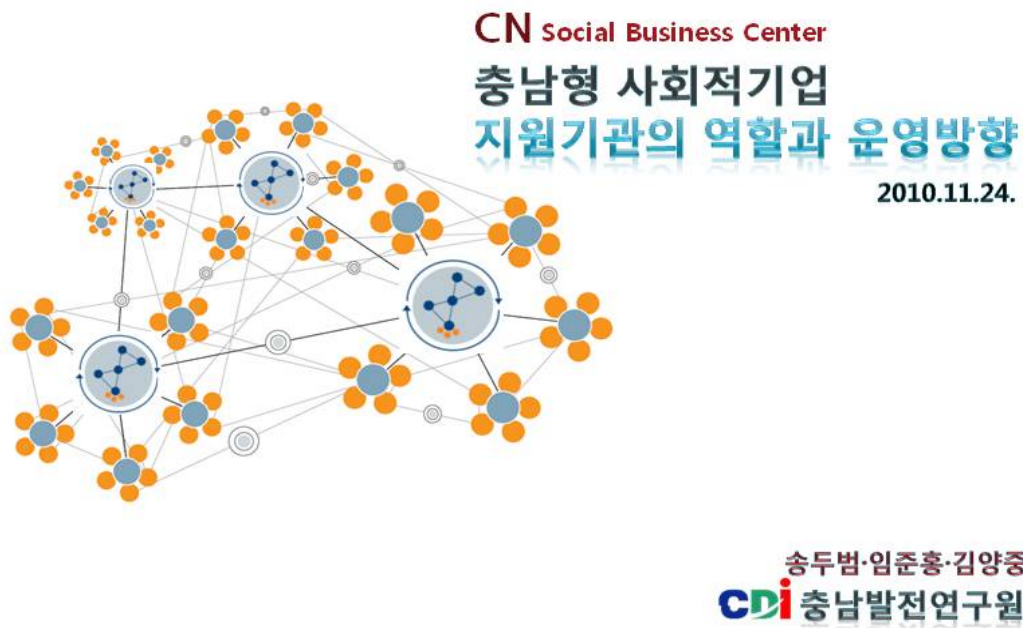 CN Social Business Center
충남형 사회적기업
지원기관의 역할과 운영방향
2010.11.24.
송두범·임준홍·김양중
CDi 충남발전연구원